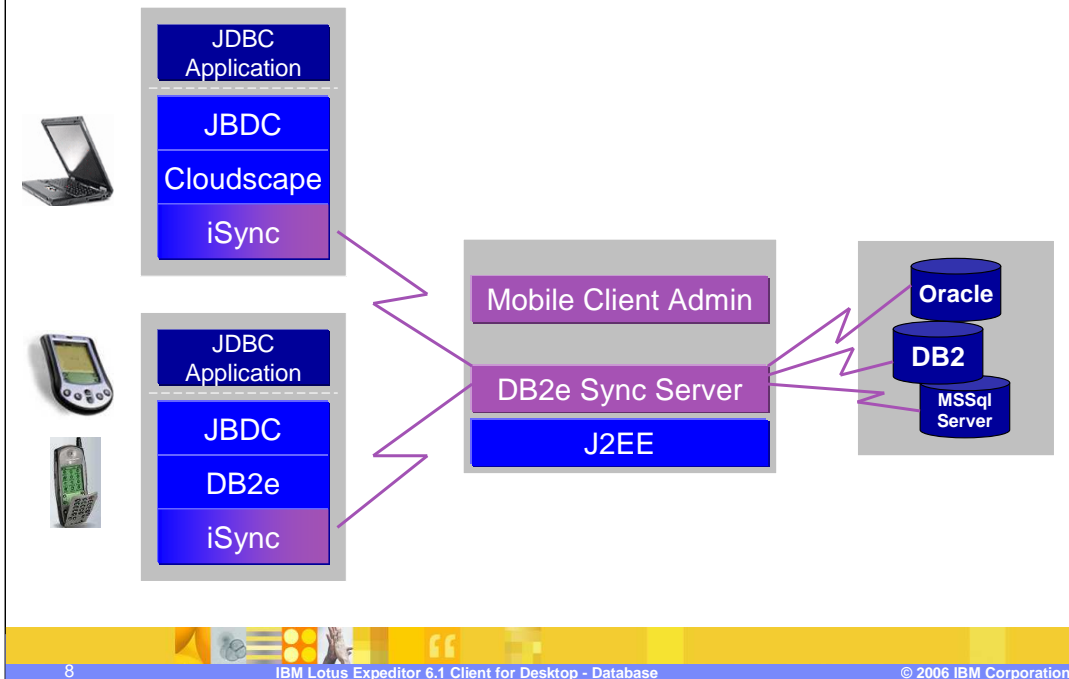 JDBC
Application
JBDC
Cloudscape
iSync
JDBC
Application
JBDC
DB2e
iSync
Mobile Client Admin
DB2e Sync Server
J2EE
Oracle
DB2
MSSql
Server
8
IBM Lotus Expeditor 6.1 Client for Desktop - Database
© 2006 IBM Corporation